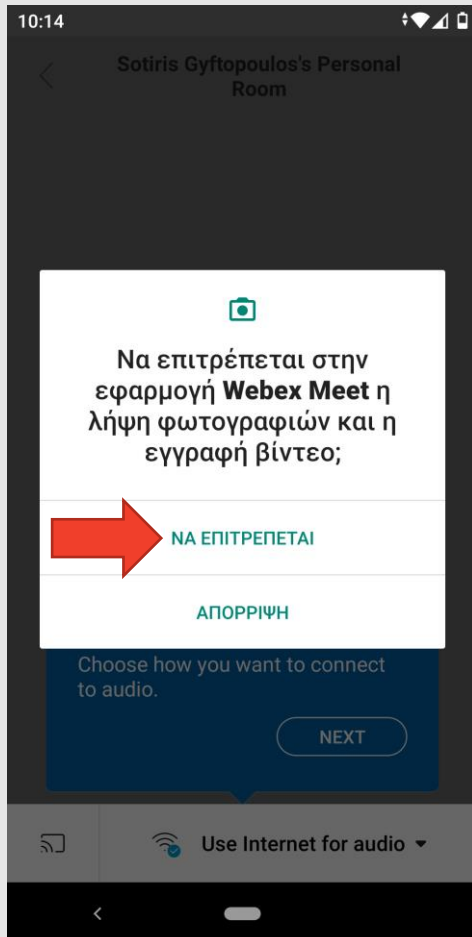 10:14
Sotiris Gyftopoulos's Personal
Room
Να επιτρέπεται στην
εφαρμογή Webex Meet η
λήψη φωτογραφιών και η
εγγραφή βίντεο;
ΝΑ ΕΠΙΤΡΕΠΕΤΑΙ
ΑΠΟΡΡΙΨΗ
Choose how you want to connect
to audio.
NEXT
Use Internet for audio